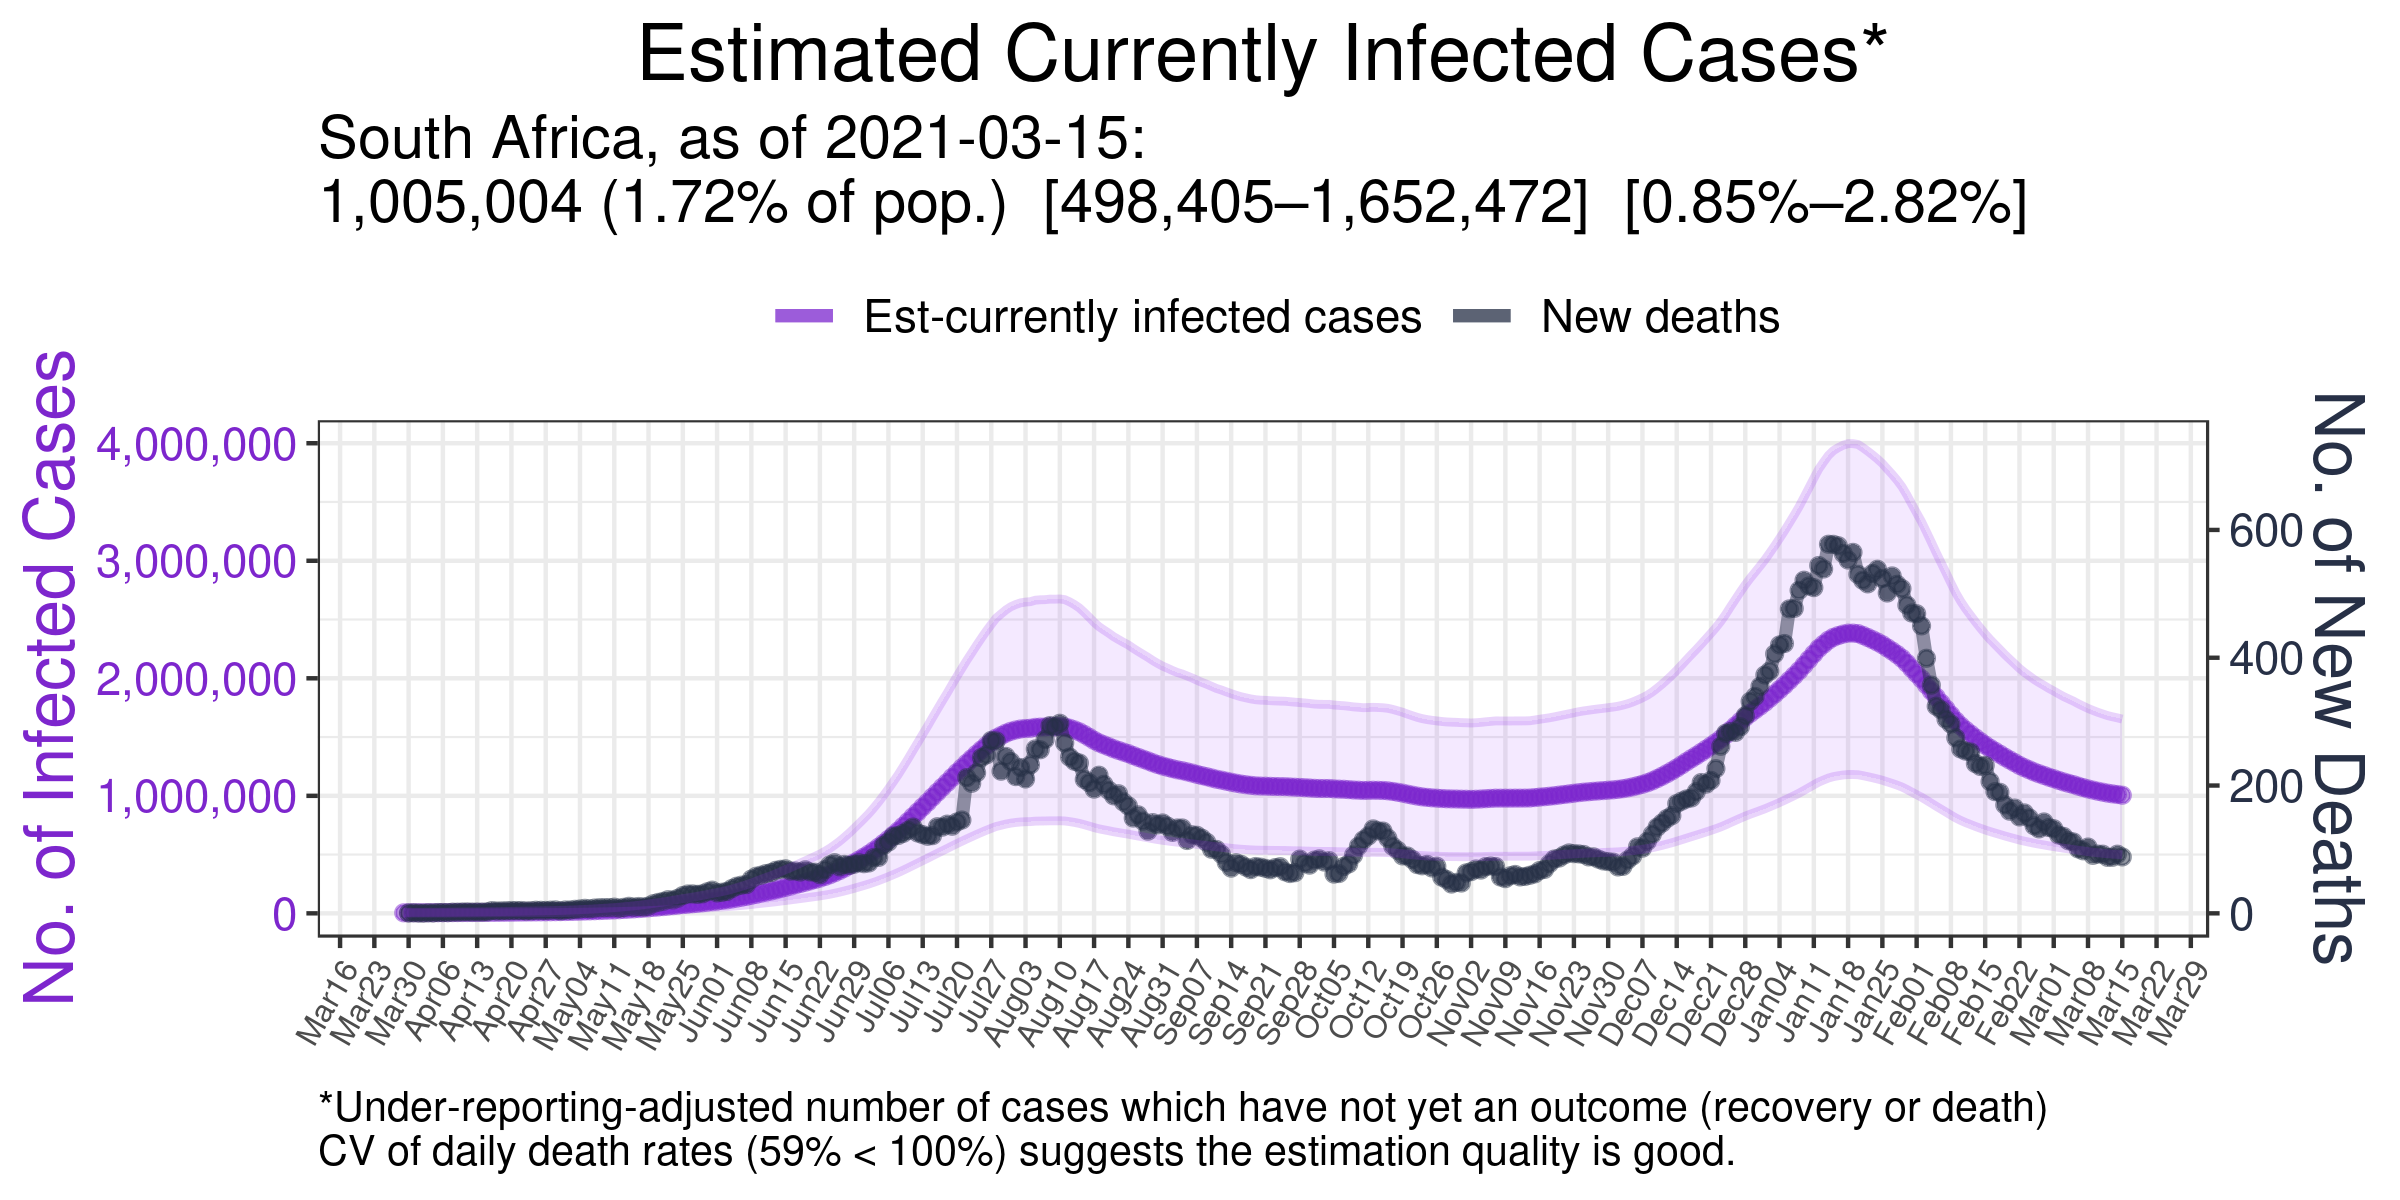 Estimated Currently Infected Cases*
South Africa, as of 2021-03-15:
1,005,004 (1.72% of pop.)  [498,405–1,652,472]  [0.85%–2.82%]
Est-currently infected cases
New deaths
No. of Infected Cases
4,000,000
3,000,000
2,000,000
1,000,000
0
600
400
200
0
No. of New Deaths
Mar16
Mar23
Mar30
Apr06
Apr13
Apr20
Apr27
May04
May11
May18
May25
Jun01
Jun08
Jun15
Jun22
Jun29
Jul06
Jul13
Jul20
Jul27
Aug03
Aug10
Aug17
Aug24
Aug31
Sep07
Sep14
Sep21
Sep28
Oct05
Oct12
Oct19
Oct26
Nov02
Nov09
Nov16
Nov23
Nov30
Dec07
Dec14
Dec21
Dec28
Jan04
Jan11
Jan18
Jan25
Feb01
Feb08
Feb15
Feb22
Mar01
Mar08
Mar15
Mar22
Mar29
*Under-reporting-adjusted number of cases which have not yet an outcome (recovery or death)
CV of daily death rates (59% < 100%) suggests the estimation quality is good.